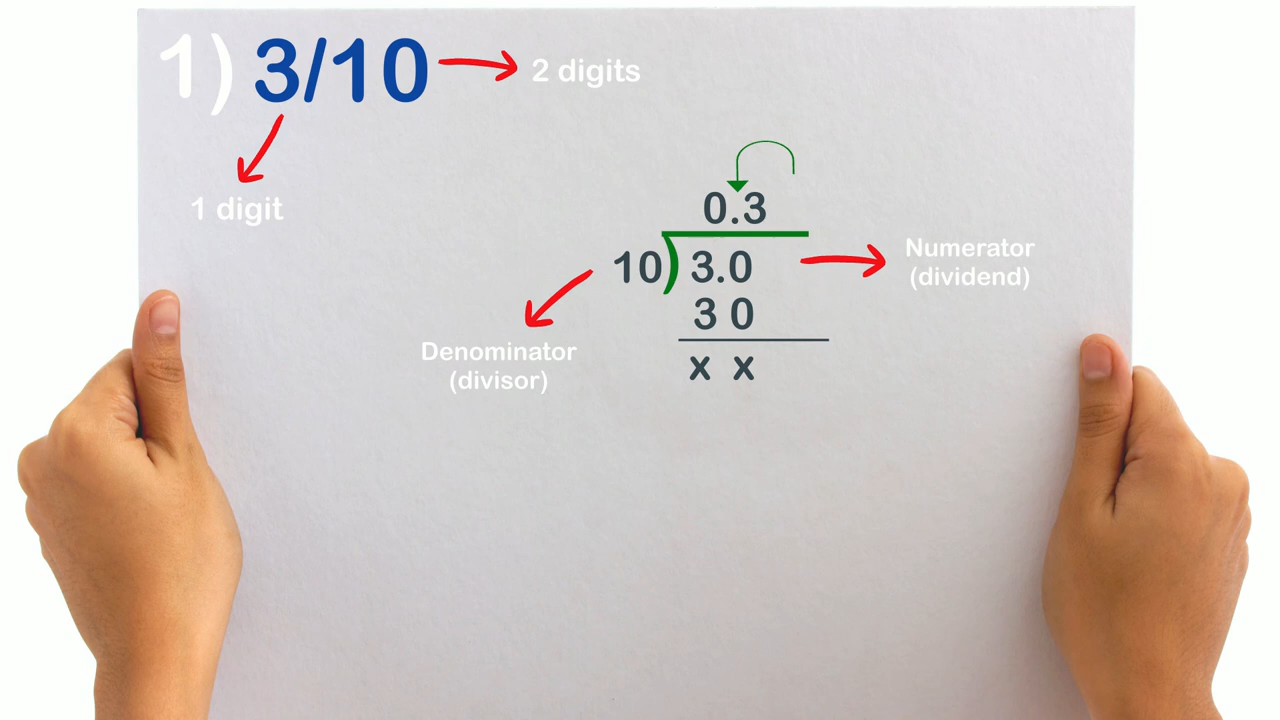 1) 3/10
2 digits
1 digit
0.3
10)3.0
Numerator
(dividend)
3 0
Denominator
(divisor)
x x